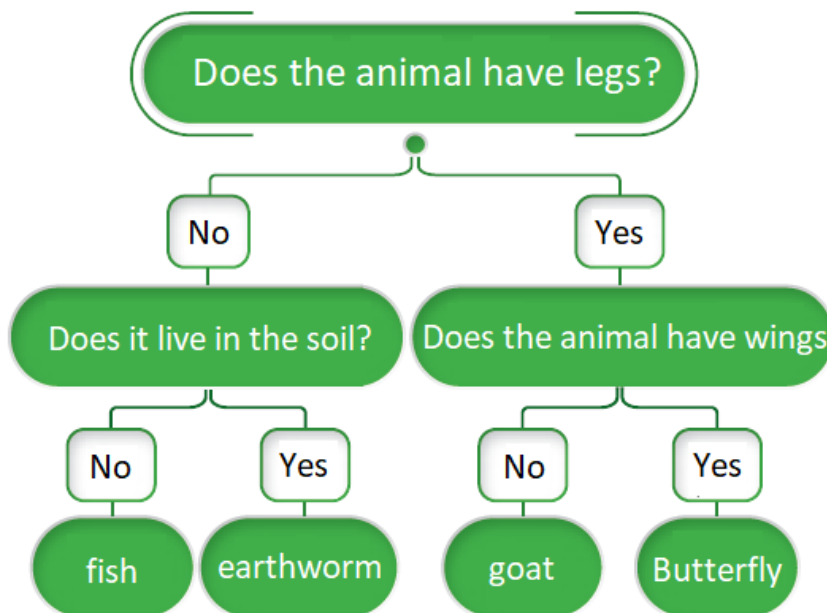 Does the animal have legs?
No
Yes
Does it live in the soil?
Does the animal have wings
No
Yes
No
Yes
fish
earthworm
goat
Butterfly